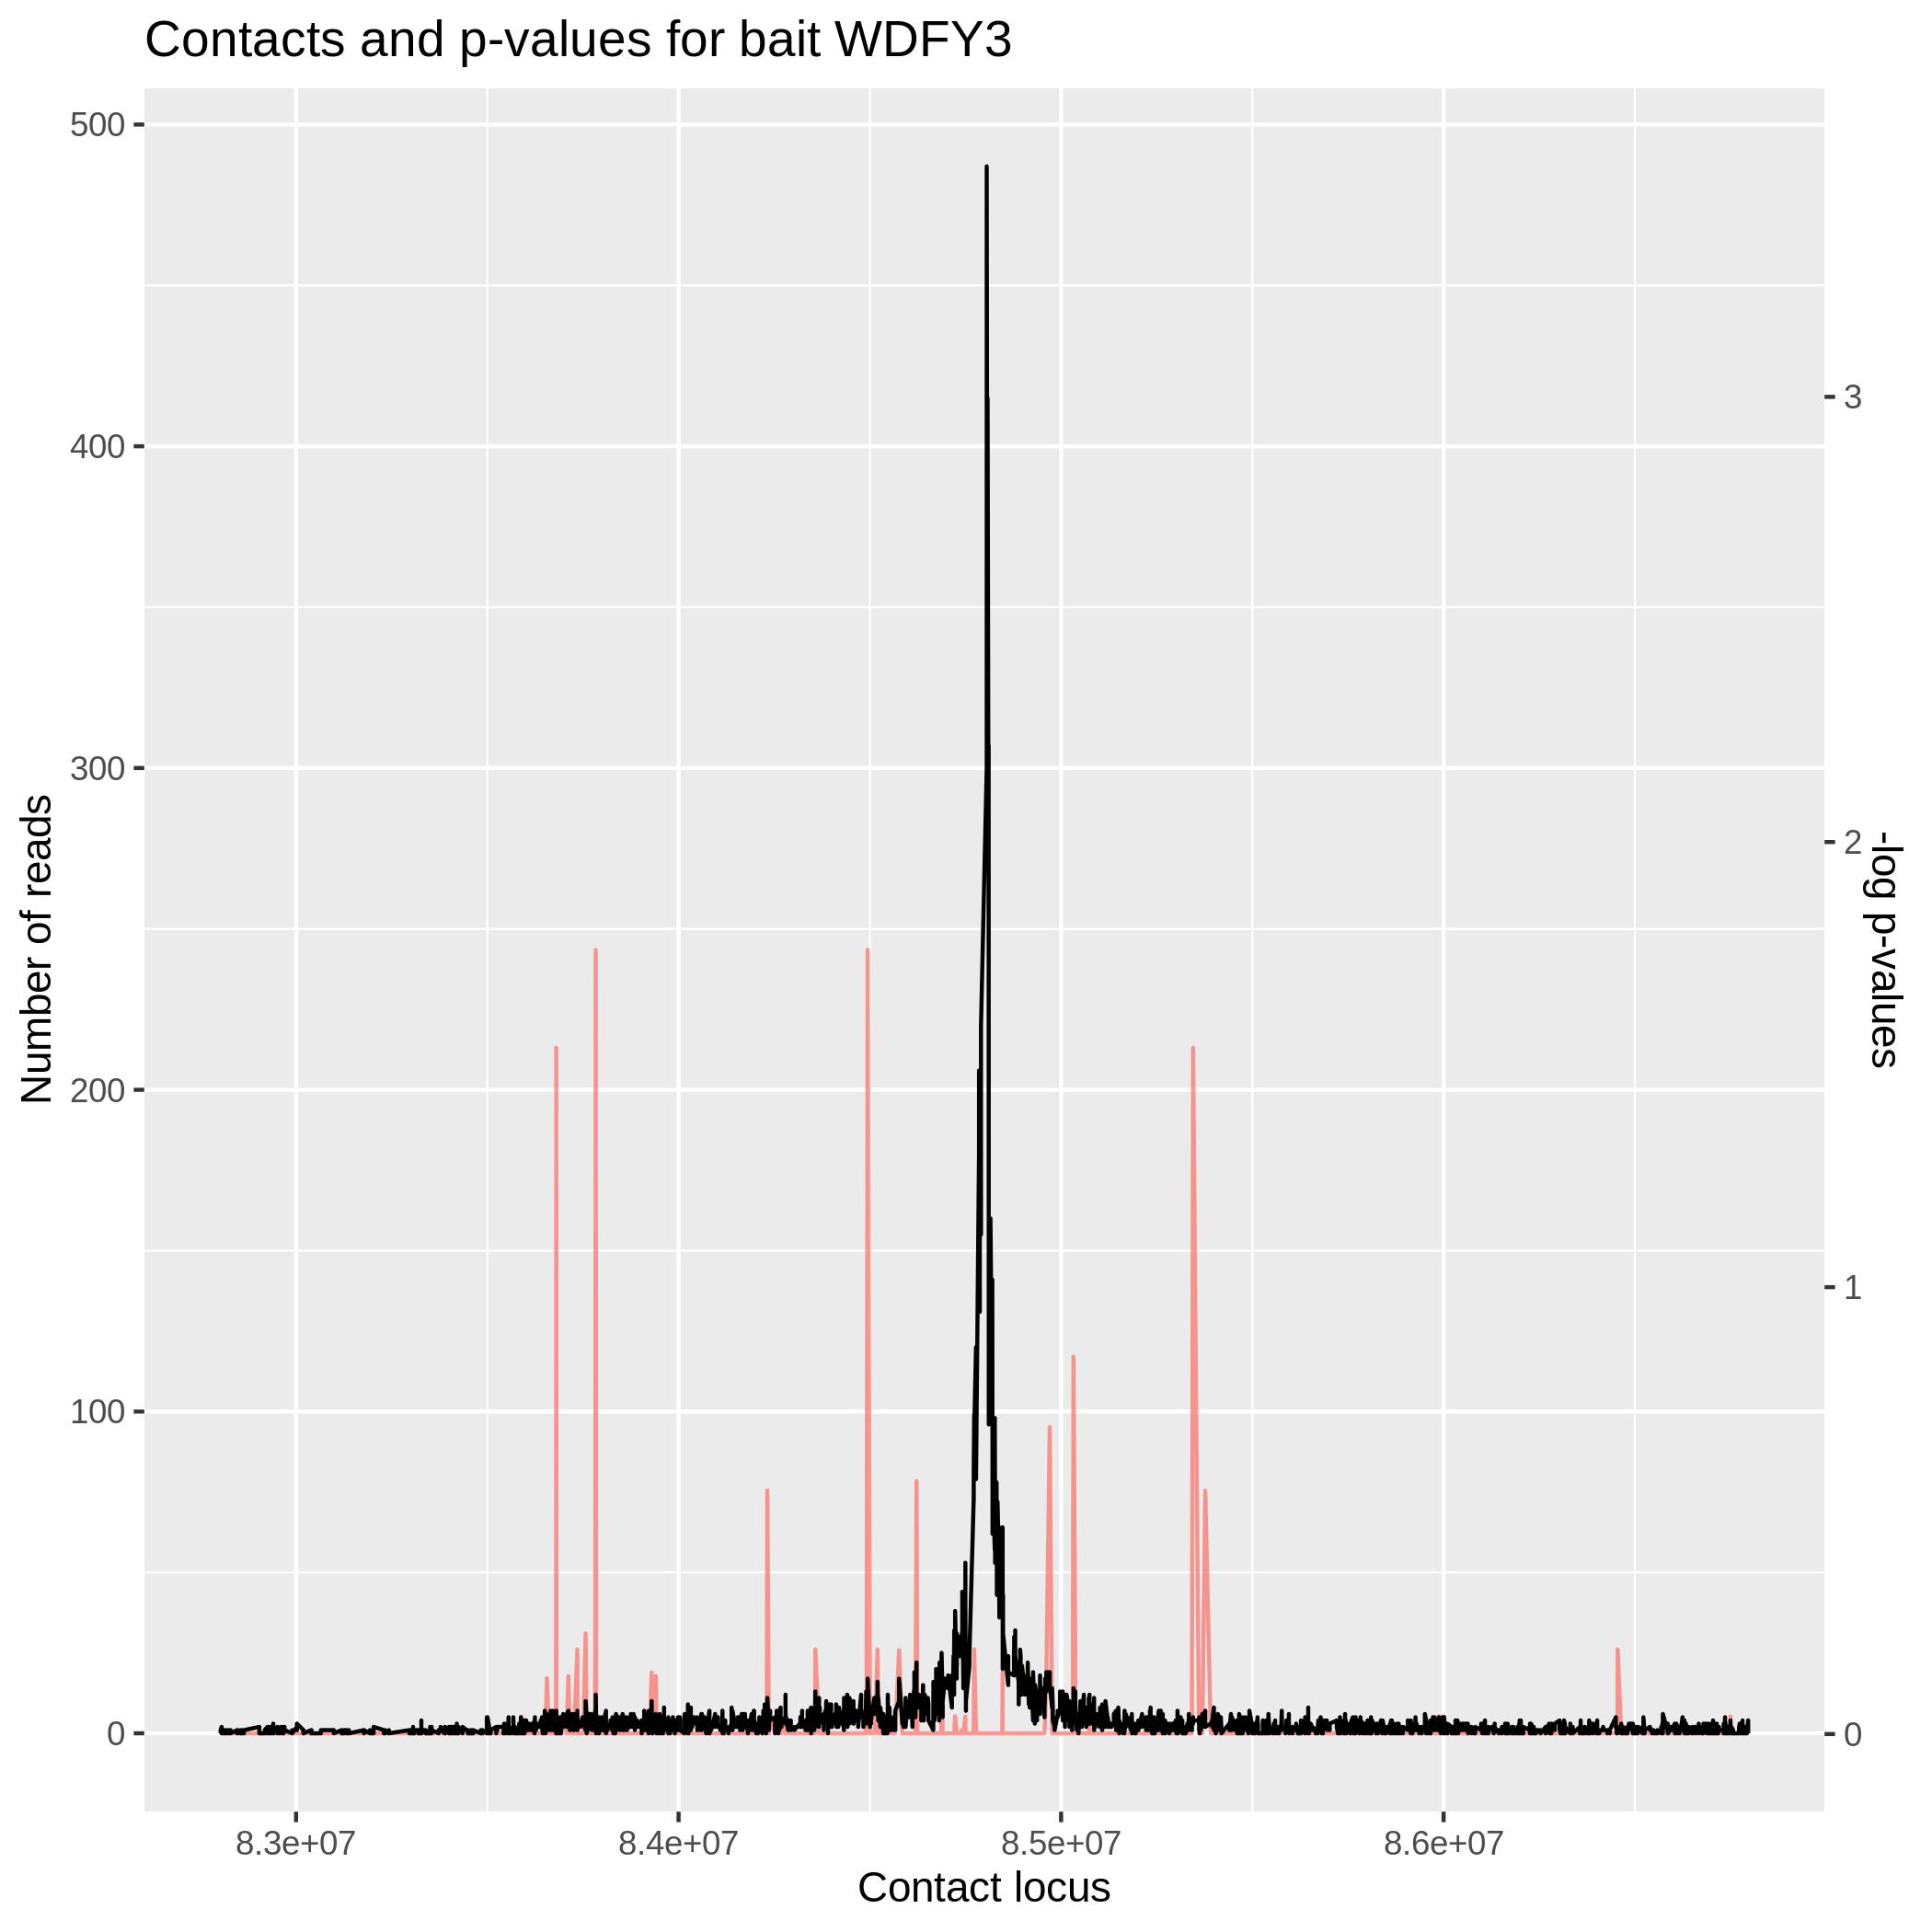 Contacts and p-values for bait WDFY3
500
400
300
200
100
0
Number of reads
3
2
1
0
-log p-values
8.3e+07
8.4e+07
8.5e+07
8.6e+07
Contact locus